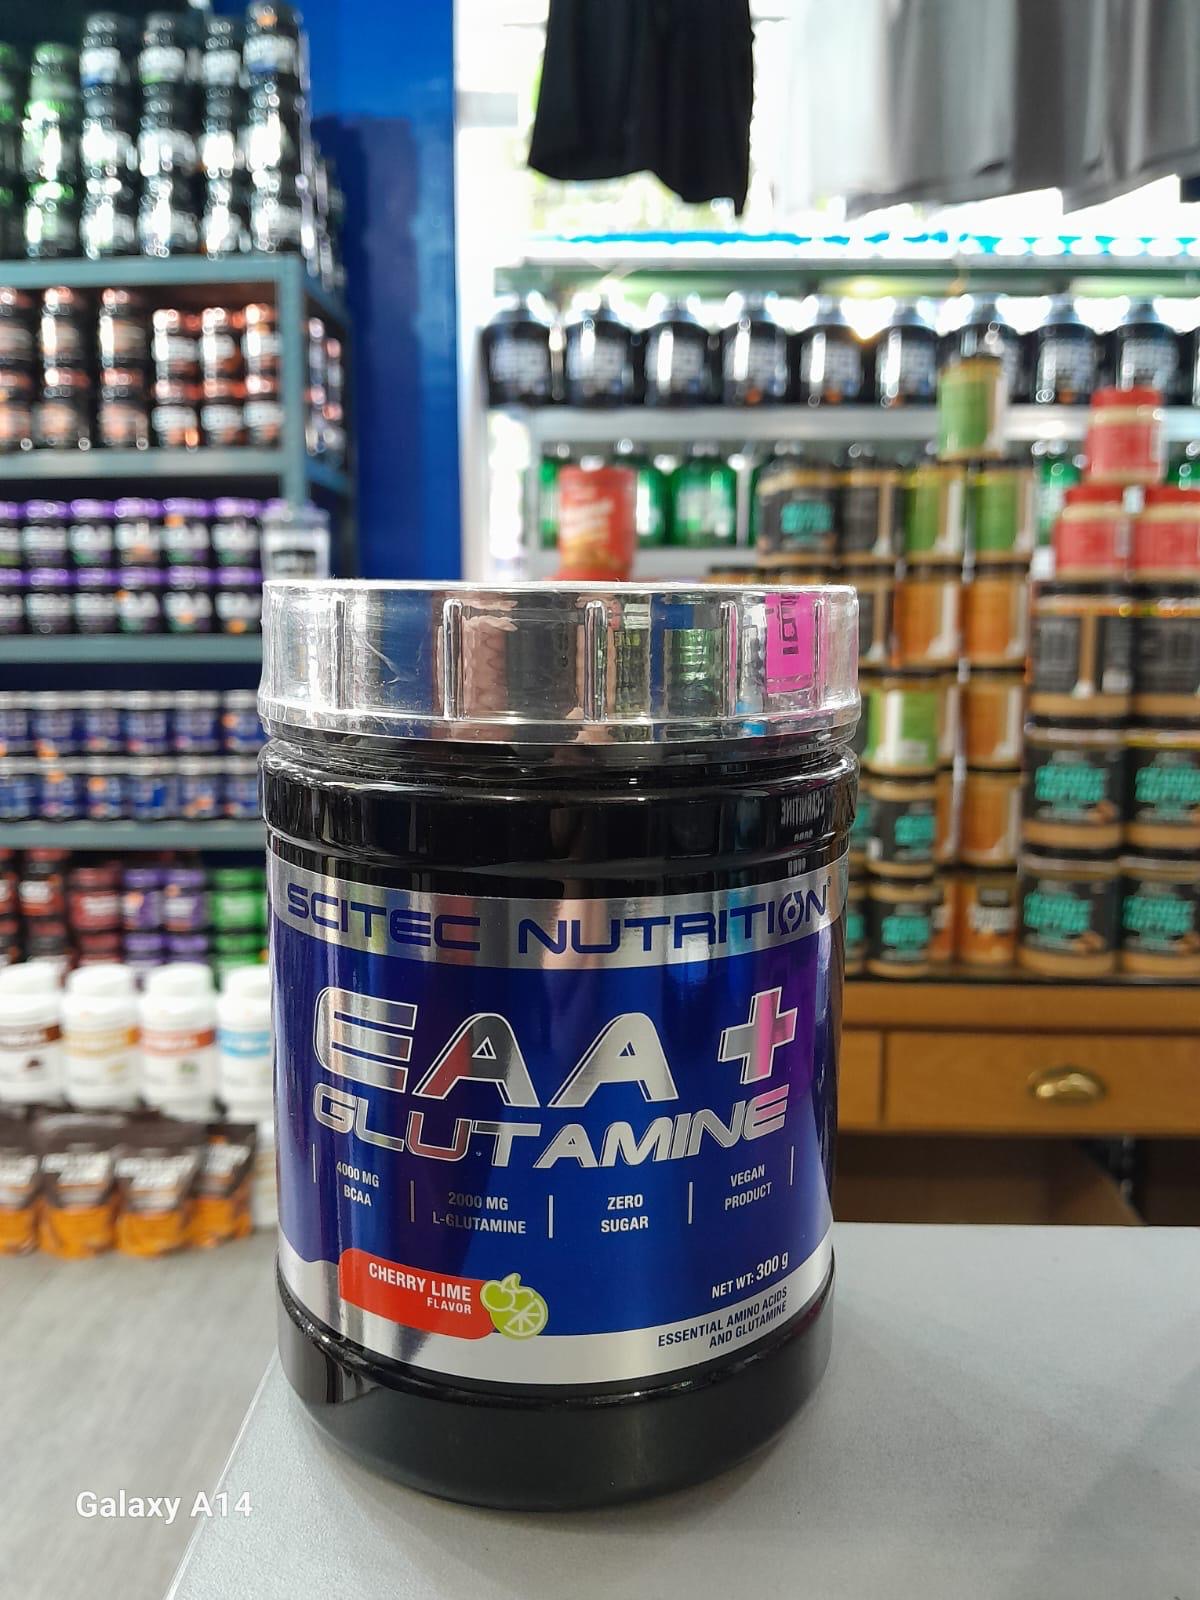 SCITEC NUTRITION
EAA +
GLUTAMINE
4000 MG
BCAA
2000 MG
L-GLUTAMINE
ZERO
SUGAR
VEGAN
PRODUCT
CHERRY LIME
FLAVOR
NET WT: 300 g
ESSENTIAL AMINO ACIDS
AND GLUTAMINE
Galaxy A14